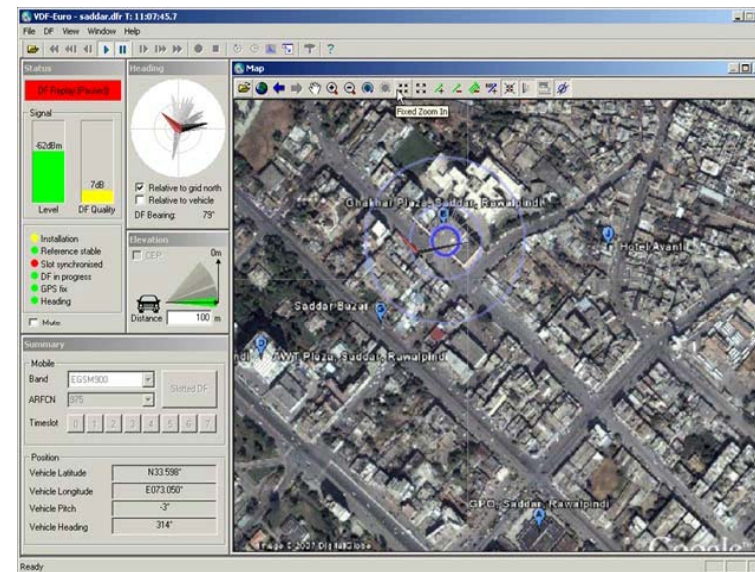 VDF-Euro - saddar.dfr T: 11:07:45.7
File DF View Window Help
Status
DF Replay (Paused)
Signal
-62dBm
7dB
Level DF Quality
Installation
Reference stable
Slot synchronised
DF in progress
GPS fix
Heading
Mute
Heading
Relative to grid north
Relative to vehicle
DF Bearing: 79°
Elevation
CEP 0m
Distance 100 m
Summary
Mobile
Band EGSM900
Slotted DF
ARFCN 975
Timeslot 0 1 2 3 4 5 6 7
Position
Vehicle Latitude N33.598°
Vehicle Longitude E073.050°
Vehicle Pitch -3°
Vehicle Heading 314°
Map
Fixed Zoom In
Ghakhar Plaza, Saddar, Rawalpindi
Hotel Avanti
Saddar Bazar
AWT Plaza, Saddar, Rawalpindi
GPO, Saddar, Rawalpindi
Image © 2007 DigitalGlobe
Google
Ready